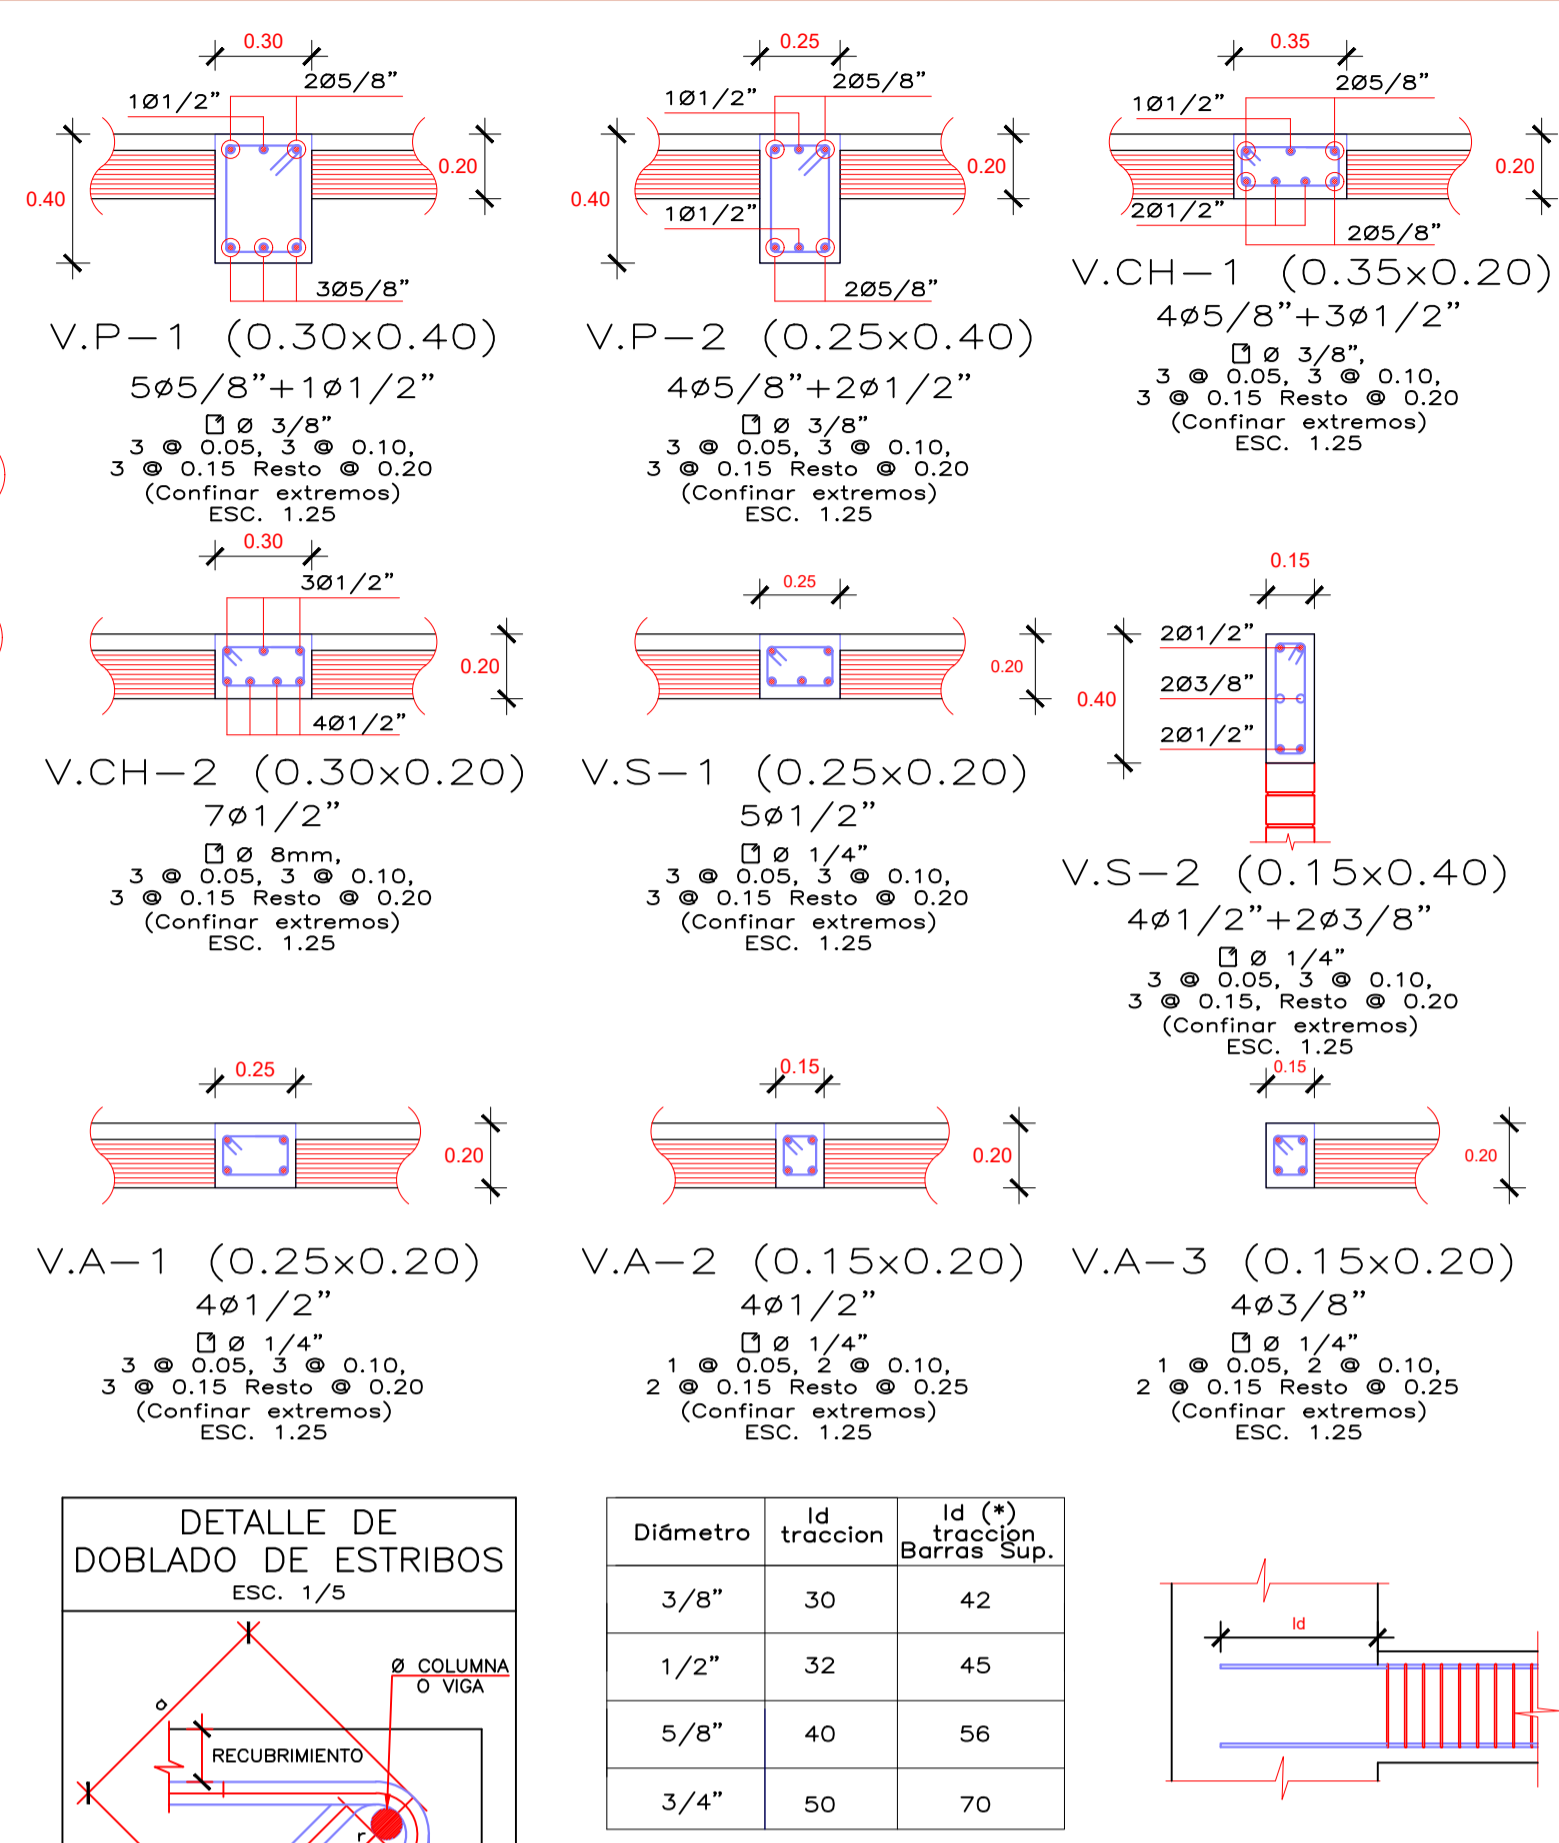 0.30
2Ø5/8"
1Ø1/2"
0.20
0.40
3Ø5/8"
V.P-1 (0.30x0.40)
5ø5/8"+1ø1/2"
Ø 3/8"
3 @ 0.05, 3 @ 0.10,
3 @ 0.15 Resto @ 0.20
(Confinar extremos)
ESC. 1.25
0.25
2Ø5/8"
1Ø1/2"
0.20
0.40
1Ø1/2"
2Ø5/8"
V.P-2 (0.25x0.40)
4ø5/8"+2ø1/2"
Ø 3/8"
3 @ 0.05, 3 @ 0.10,
3 @ 0.15 Resto @ 0.20
(Confinar extremos)
ESC. 1.25
0.35
2Ø5/8"
1Ø1/2"
0.20
2Ø1/2"
2Ø5/8"
V.CH-1 (0.35x0.20)
4ø5/8"+3ø1/2"
Ø 3/8",
3 @ 0.05, 3 @ 0.10,
3 @ 0.15 Resto @ 0.20
(Confinar extremos)
ESC. 1.25
0.30
3Ø1/2"
0.20
4Ø1/2"
V.CH-2 (0.30x0.20)
7ø1/2"
Ø 8mm,
3 @ 0.05, 3 @ 0.10,
3 @ 0.15 Resto @ 0.20
(Confinar extremos)
ESC. 1.25
0.25
0.20
V.S-1 (0.25x0.20)
5ø1/2"
Ø 1/4"
3 @ 0.05, 3 @ 0.10,
3 @ 0.15 Resto @ 0.20
(Confinar extremos)
ESC. 1.25
0.15
2Ø1/2"
2Ø3/8"
0.40
2Ø1/2"
V.S-2 (0.15x0.40)
4ø1/2"+2ø3/8"
Ø 1/4"
3 @ 0.05, 3 @ 0.10,
3 @ 0.15, Resto @ 0.20
(Confinar extremos)
ESC. 1.25
0.25
0.20
V.A-1 (0.25x0.20)
4ø1/2"
Ø 1/4"
3 @ 0.05, 3 @ 0.10,
3 @ 0.15 Resto @ 0.20
(Confinar extremos)
ESC. 1.25
0.15
0.20
V.A-2 (0.15x0.20)
4ø1/2"
Ø 1/4"
1 @ 0.05, 2 @ 0.10,
2 @ 0.15 Resto @ 0.25
(Confinar extremos)
ESC. 1.25
0.15
0.20
V.A-3 (0.15x0.20)
4ø3/8"
Ø 1/4"
1 @ 0.05, 2 @ 0.10,
2 @ 0.15 Resto @ 0.25
(Confinar extremos)
ESC. 1.25
DETALLE DE
DOBLADO DE ESTRIBOS
ESC. 1/5
Ø COLUMNA
O VIGA
a
RECUBRIMIENTO
r
Diámetro
ld
traccion
ld (*)
traccion
Barras Sup.
3/8" 30 42
1/2" 32 45
5/8" 40 56
3/4" 50 70
ld